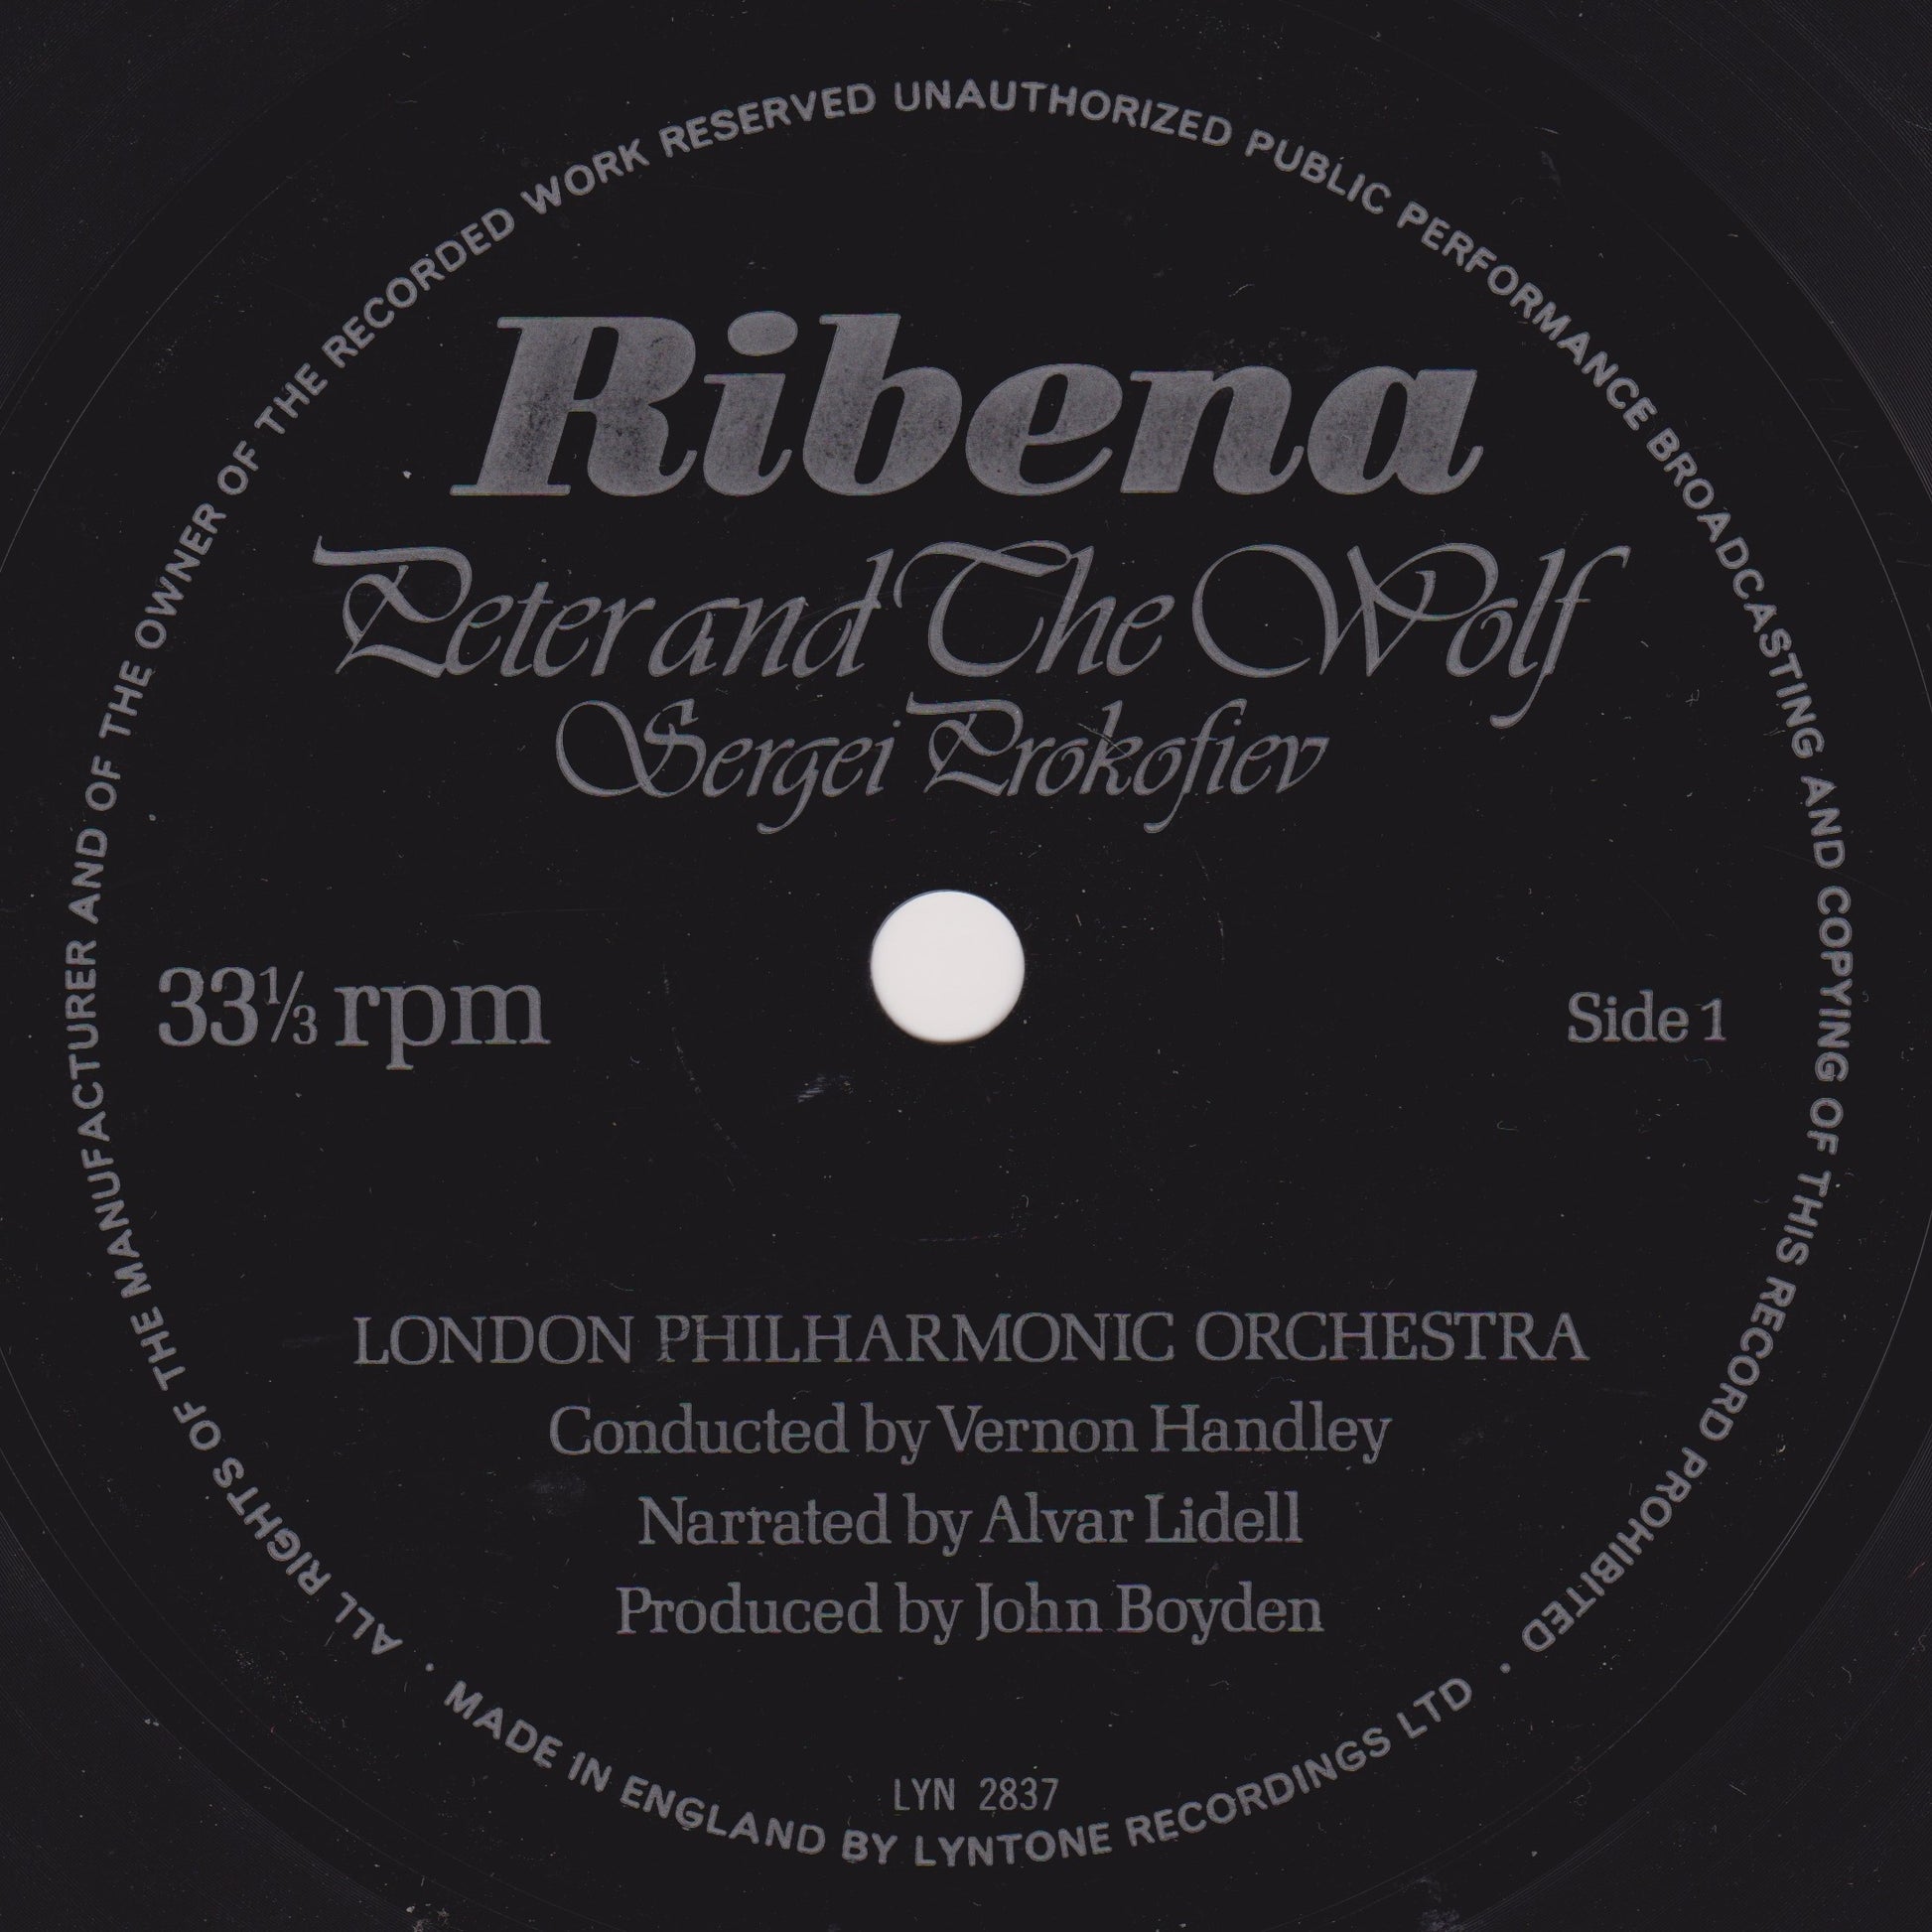 Ribena
Peter and The Wolf
Sergei Prokofiev
33⅓ rpm
Side 1
LONDON PHILHARMONIC ORCHESTRA
Conducted by Vernon Handley
Narrated by Alvar Lidell
Produced by John Boyden
LYN 2837
ALL RIGHTS OF THE MANUFACTURER AND OF THE OWNER OF THE RECORDED WORK RESERVED UNAUTHORIZED PUBLIC PERFORMANCE BROADCASTING AND COPYING OF THIS RECORD PROHIBITED
· MADE IN ENGLAND BY LYNTONE RECORDINGS LTD ·